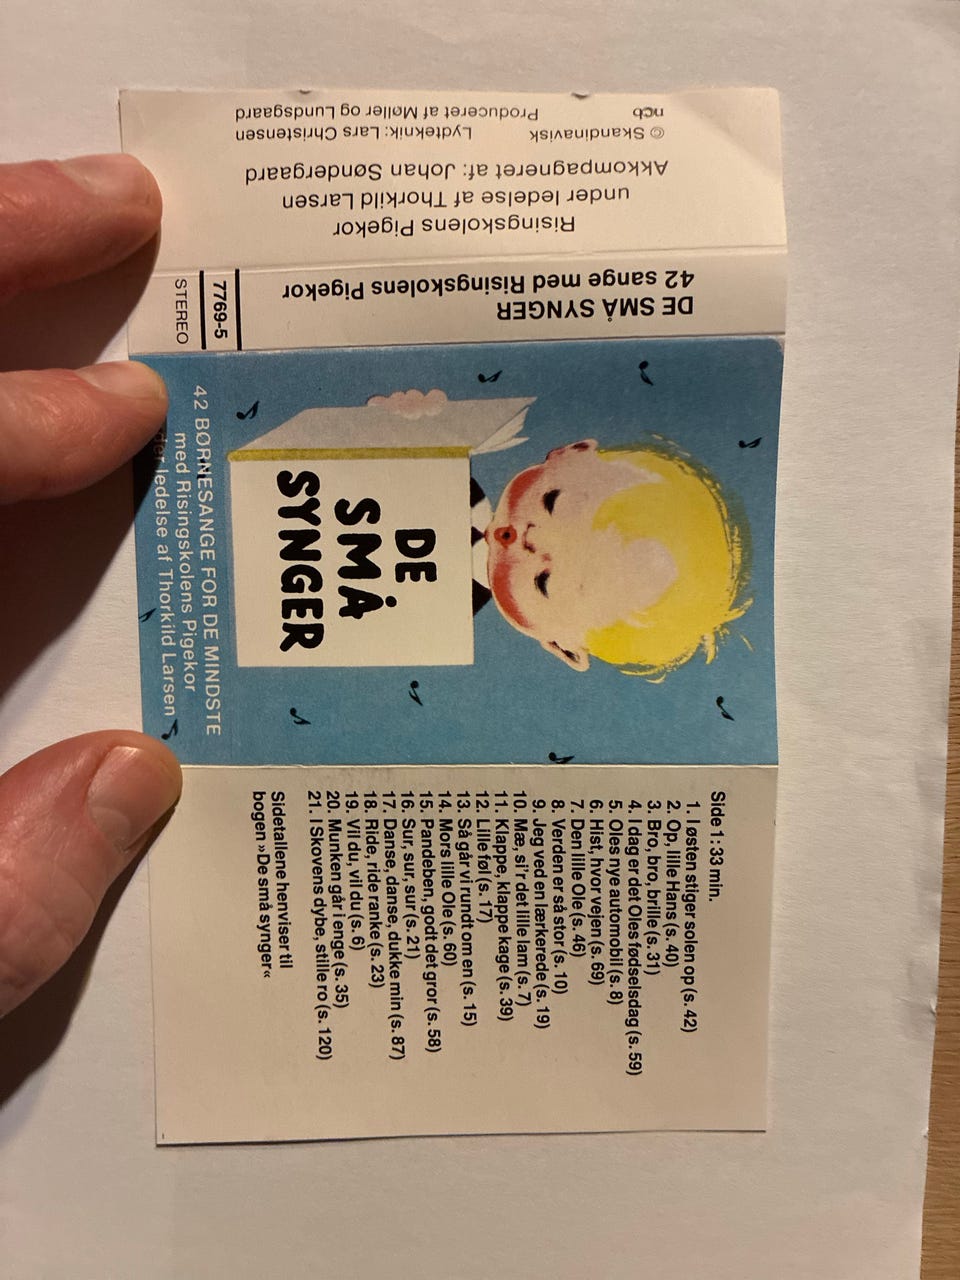 Risingskolens Pigekor
under ledelse af Thorkild Larsen
Akkompagneret af: Johan Søndergaard
© Skandinavisk Lydteknik: Lars Christensen
ncb Produceret af Møller og Lundsgaard
DE SMÅ SYNGER
42 sange med Risingskolens Pigekor
7769-5
STEREO
DE
SMÅ
SYNGER
42 BØRNESANGE FOR DE MINDSTE
med Risingskolens Pigekor
ledelse af Thorkild Larsen
Side 1: 33 min.
1. I østen stiger solen op (s. 42)
2. Op, lille Hans (s. 40)
3. Bro, bro, brille (s. 31)
4. I dag er det Oles fødselsdag (s. 59)
5. Oles nye automobil (s. 8)
6. Hist, hvor vejen (s. 69)
7. Den lille Ole (s. 46)
8. Verden er så stor (s. 10)
9. Jeg ved en lærkerede (s. 19)
10. Mæ, si'r det lille lam (s. 7)
11. Klappe, klappe kage (s. 39)
12. Lille føl (s. 17)
13. Så går vi rundt om en (s. 15)
14. Mors lille Ole (s. 60)
15. Pandeben, godt det gror (s. 58)
16. Sur, sur, sur (s. 21)
17. Danse, danse, dukke min (s. 87)
18. Ride, ride ranke (s. 23)
19. Vil du, vil du (s. 6)
20. Munken går i enge (s. 35)
21. I Skovens dybe, stille ro (s. 120)
Sidetallene henviser til
bogen »De små synger«